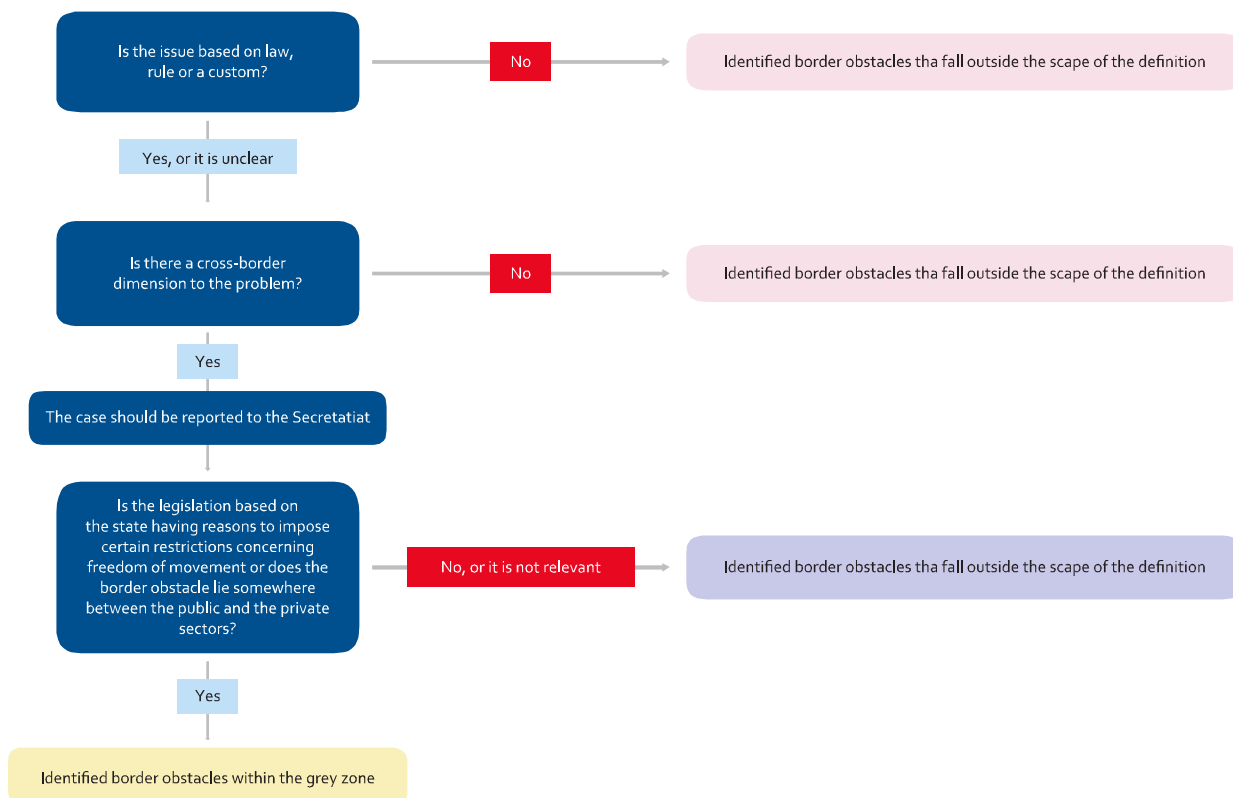 Is the issue based on law,
rule or a custom?
No
Identified border obstacles tha fall outside the scape of the definition
Yes, or it is unclear
Is there a cross-border
dimension to the problem?
No
Identified border obstacles tha fall outside the scape of the definition
Yes
The case should be reported to the Secretatiat
Is the legislation based on
the state having reasons to impose
certain restrictions concerning
freedom of movement or does the
border obstacle lie somewhere
between the public and the private
sectors?
No, or it is not relevant
Identified border obstacles tha fall outside the scape of the definition
Yes
Identified border obstacles within the grey zone